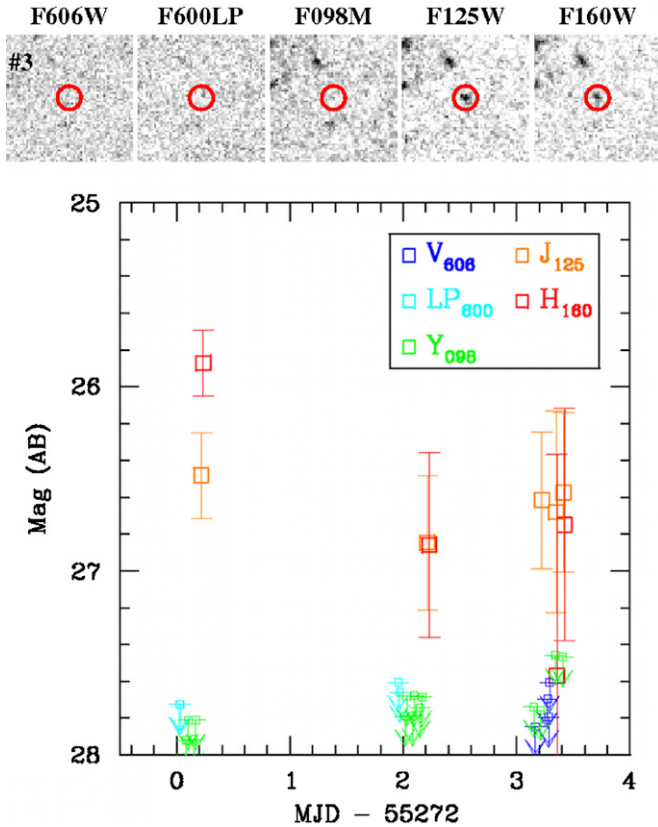 F606W F600LP F098M F125W F160W
#3
25
26
27
28
Mag (AB)
V606 J125
LP600 H160
Y098
0 1 2 3 4
MJD - 55272